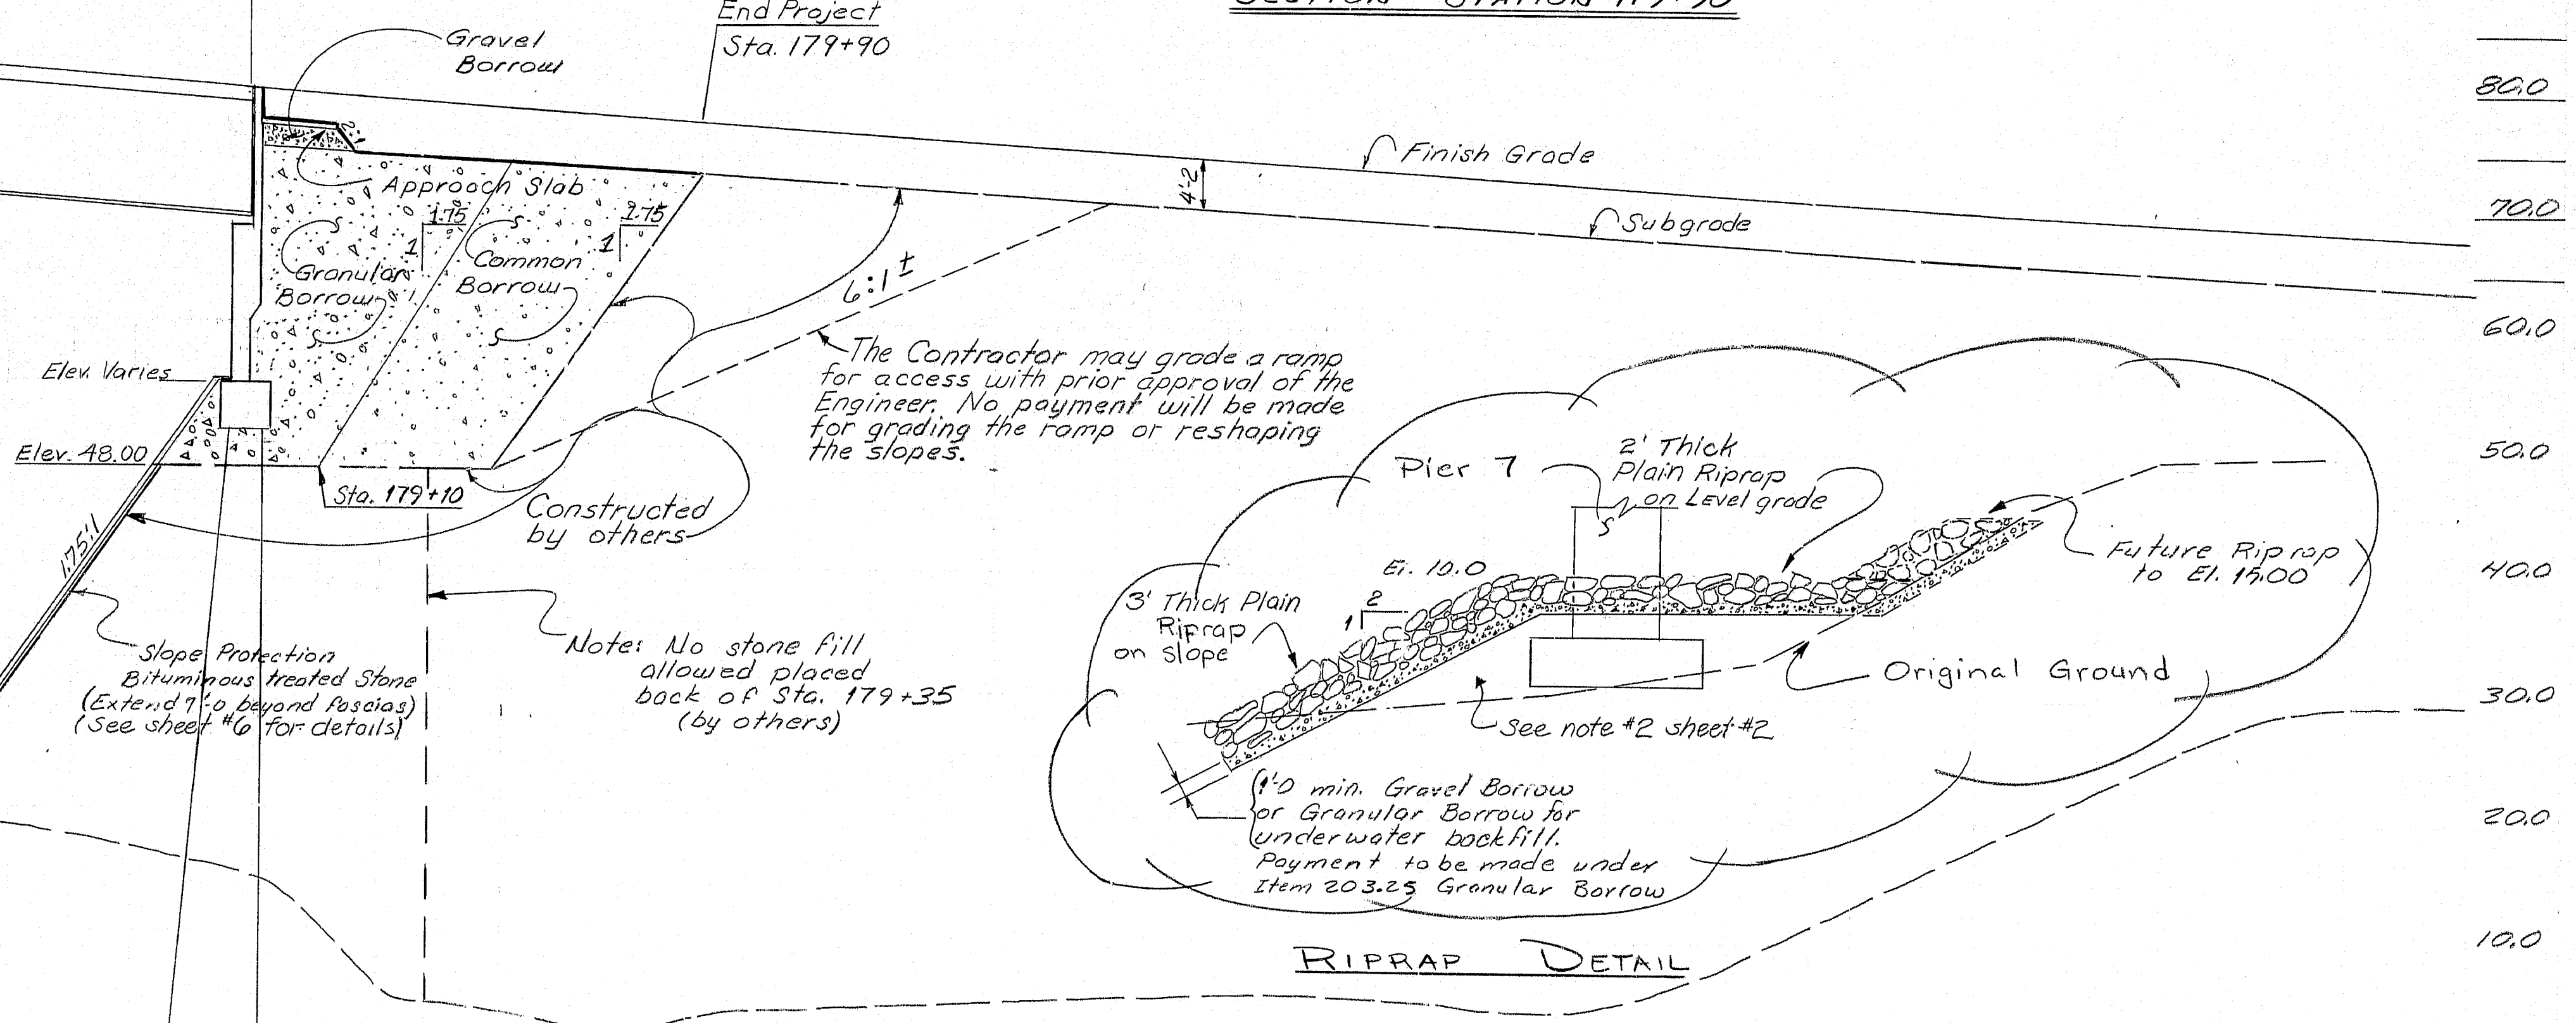 End Project
Sta. 179+90
SECTION STATION 179+90
Gravel
Borrow
80.0
Finish Grade
4'-2
Approach Slab
1.75
1
1.75
1
70.0
Subgrade
Granular
Borrow
Common
Borrow
6:1 ±
60.0
The Contractor may grade a ramp
for access with prior approval of the
Engineer. No payment will be made
for grading the ramp or reshaping
the slopes.
Elev. Varies
Elev. 48.00
Sta. 179+10
Constructed
by others
1.75:1
50.0
Pier 7
2' Thick
Plain Riprap
on Level grade
El. 10.0
Future Riprap
to El. 15.00
40.0
3' Thick Plain
Riprap
on slope
2
1
Note: No stone fill
allowed placed
back of Sta. 179+35
(by others)
Slope Protection
Bituminous treated Stone
(Extend 7'-0 beyond fascias)
(See sheet #6 for details)
Original Ground
30.0
See note #2 sheet #2
1'-0 min. Gravel Borrow
or Granular Borrow for
underwater backfill.
Payment to be made under
Item 203.25 Granular Borrow
20.0
10.0
RIPRAP DETAIL